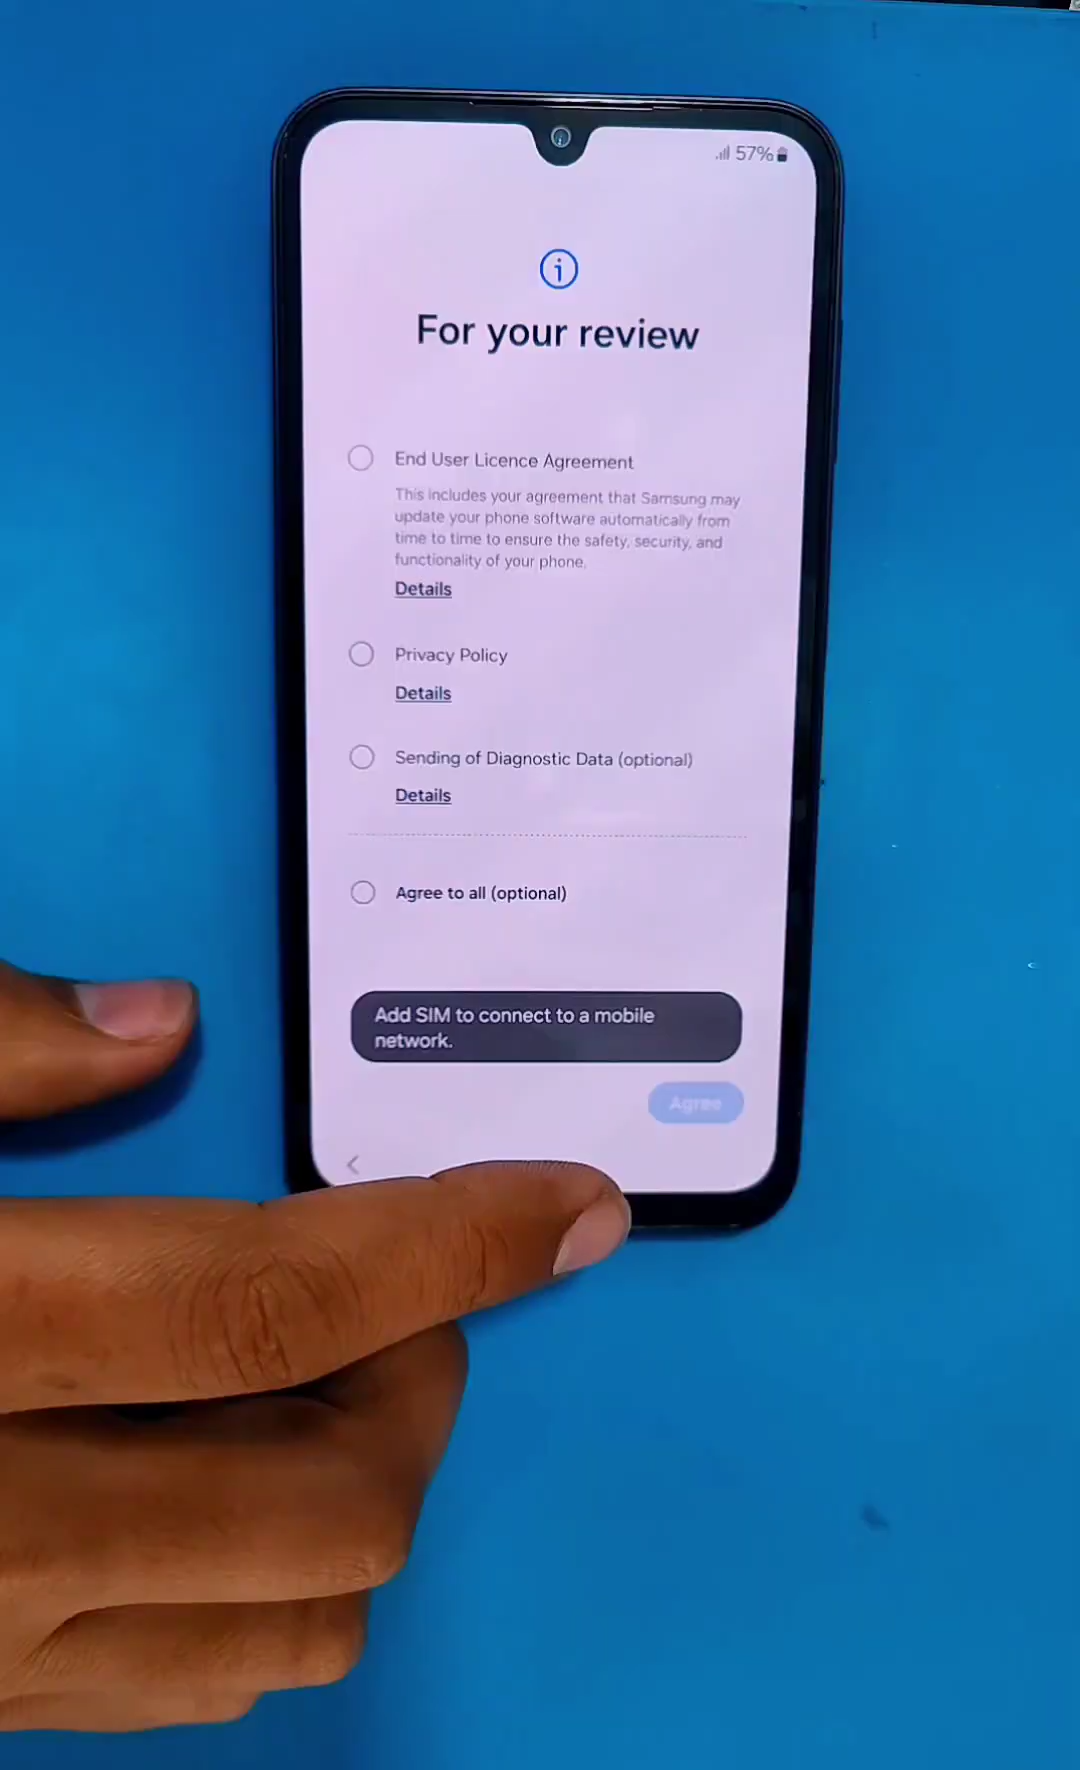 57%
For your review
End User Licence Agreement
This includes your agreement that Samsung may
update your phone software automatically from
time to time to ensure the safety, security, and
functionality of your phone.
Details
Privacy Policy
Details
Sending of Diagnostic Data (optional)
Details
Agree to all (optional)
Add SIM to connect to a mobile
network.
Agree